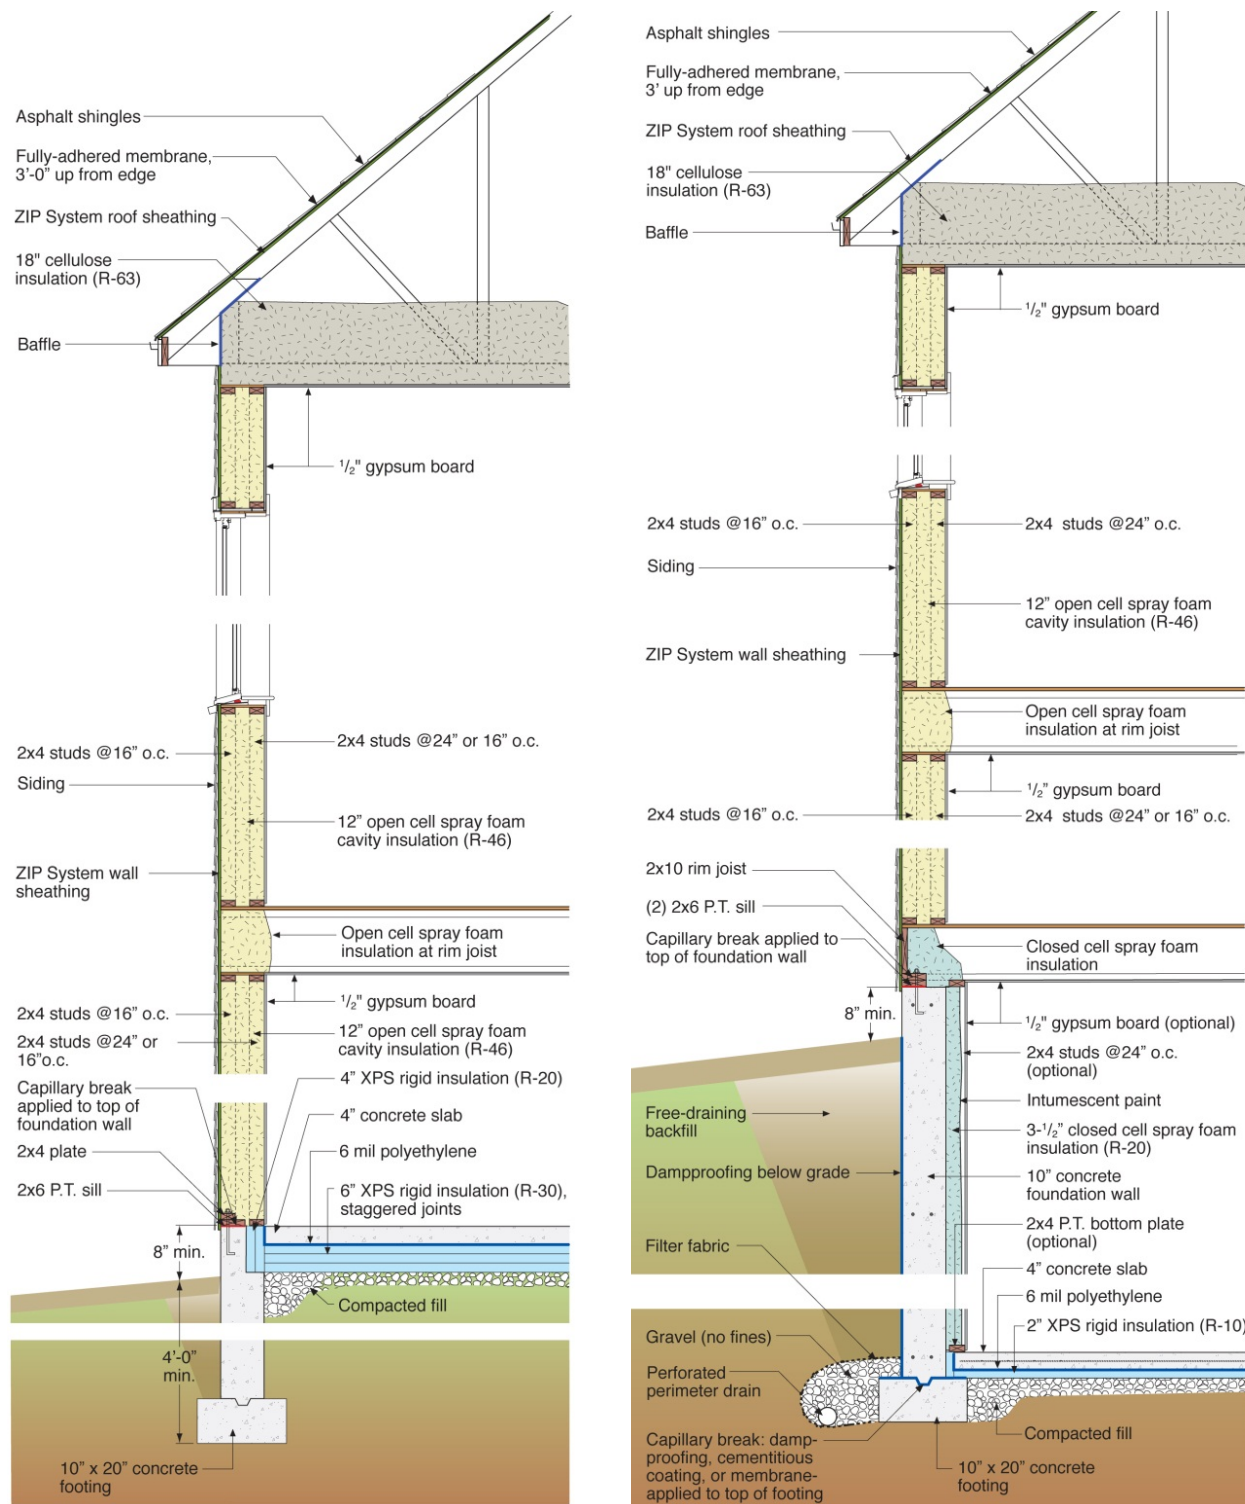 Asphalt shingles
Fully-adhered membrane,
3'-0" up from edge
ZIP System roof sheathing
18" cellulose
insulation (R-63)
Baffle
1/2" gypsum board
2x4 studs @16" o.c.
2x4 studs @24" or 16" o.c.
Siding
12" open cell spray foam
cavity insulation (R-46)
ZIP System wall
sheathing
Open cell spray foam
insulation at rim joist
1/2" gypsum board
2x4 studs @16" o.c.
2x4 studs @24" or
16"o.c.
12" open cell spray foam
cavity insulation (R-46)
Capillary break
applied to top of
foundation wall
4" XPS rigid insulation (R-20)
4" concrete slab
2x4 plate
6 mil polyethylene
2x6 P.T. sill
6" XPS rigid insulation (R-30),
staggered joints
8" min.
Compacted fill
4'-0"
min.
10" x 20" concrete
footing
Asphalt shingles
Fully-adhered membrane,
3' up from edge
ZIP System roof sheathing
18" cellulose
insulation (R-63)
Baffle
1/2" gypsum board
2x4 studs @16" o.c.
2x4 studs @24" o.c.
Siding
12" open cell spray foam
cavity insulation (R-46)
ZIP System wall sheathing
Open cell spray foam
insulation at rim joist
1/2" gypsum board
2x4 studs @16" o.c.
2x4 studs @24" or 16" o.c.
2x10 rim joist
(2) 2x6 P.T. sill
Capillary break applied to
top of foundation wall
Closed cell spray foam
insulation
8" min.
1/2" gypsum board (optional)
2x4 studs @24" o.c.
(optional)
Intumescent paint
Free-draining
backfill
3-1/2" closed cell spray foam
insulation (R-20)
Dampproofing below grade
10" concrete
foundation wall
2x4 P.T. bottom plate
(optional)
Filter fabric
4" concrete slab
6 mil polyethylene
2" XPS rigid insulation (R-10)
Gravel (no fines)
Perforated
perimeter drain
Compacted fill
Capillary break: damp-
proofing, cementitious
coating, or membrane-
applied to top of footing
10" x 20" concrete
footing